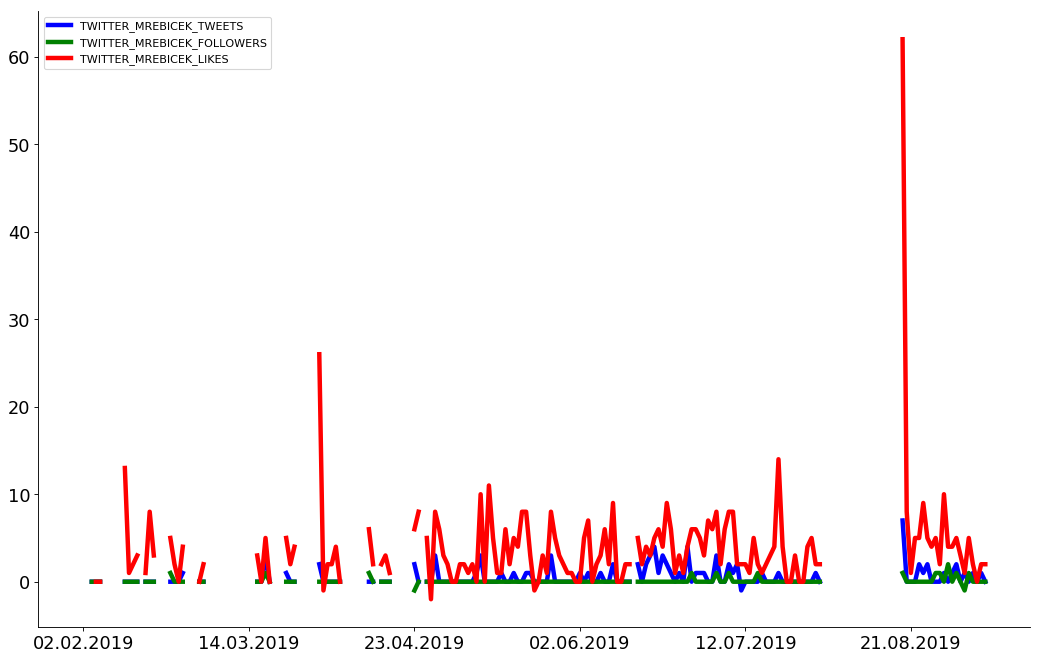 TWITTER_MREBICEK_TWEETS
TWITTER_MREBICEK_FOLLOWERS
TWITTER_MREBICEK_LIKES
60
50
40
30
20
10
0
02.02.2019 14.03.2019 23.04.2019 02.06.2019 12.07.2019 21.08.2019